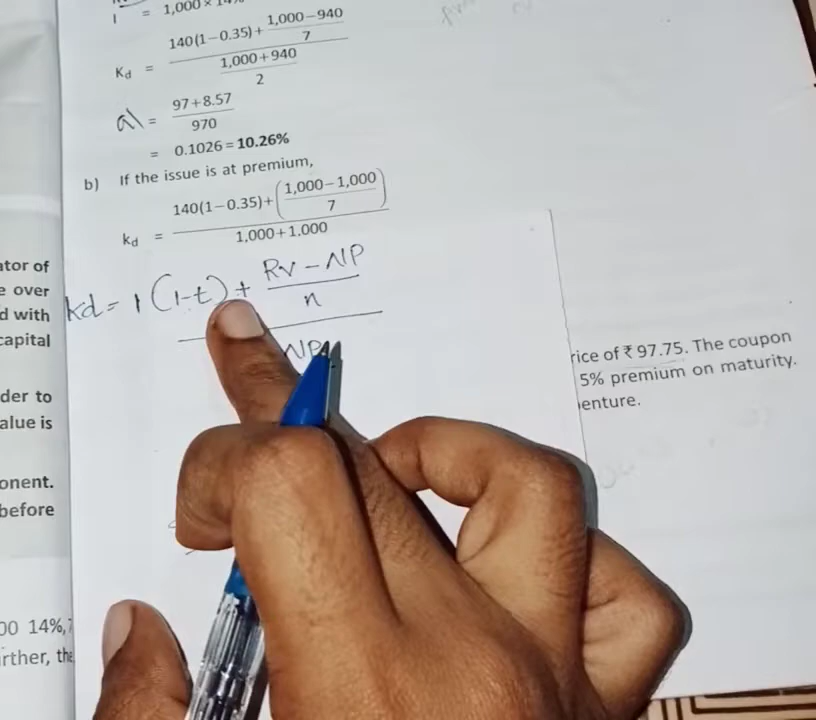 I = 1,000 × 14%
Kd = 140(1–0.35)+ 1,000–940 / 7
1,000+940 / 2
a) = 97+8.57 / 970
= 0.1026 = 10.26%
b) If the issue is at premium,
kd = 140(1–0.35)+(1,000–1,000 / 7)
1,000+1,000
kd = I (1-t) + RV – NP / n
NP
ator of
e over
d with
capital
der to
alue is
onent.
before
00 14%,
rther, the
rice of ₹ 97.75. The coupon
5% premium on maturity.
enture.